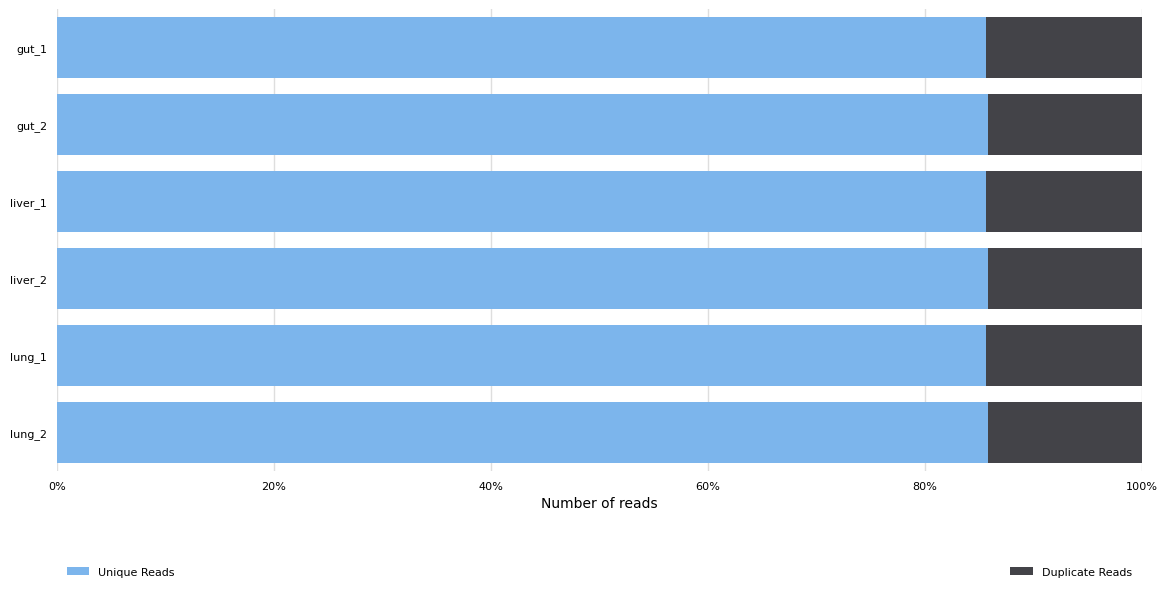 gut_1
gut_2
liver_1
liver_2
lung_1
lung_2
0% 20% 40% 60% 80% 100%
Number of reads
Unique Reads Duplicate Reads